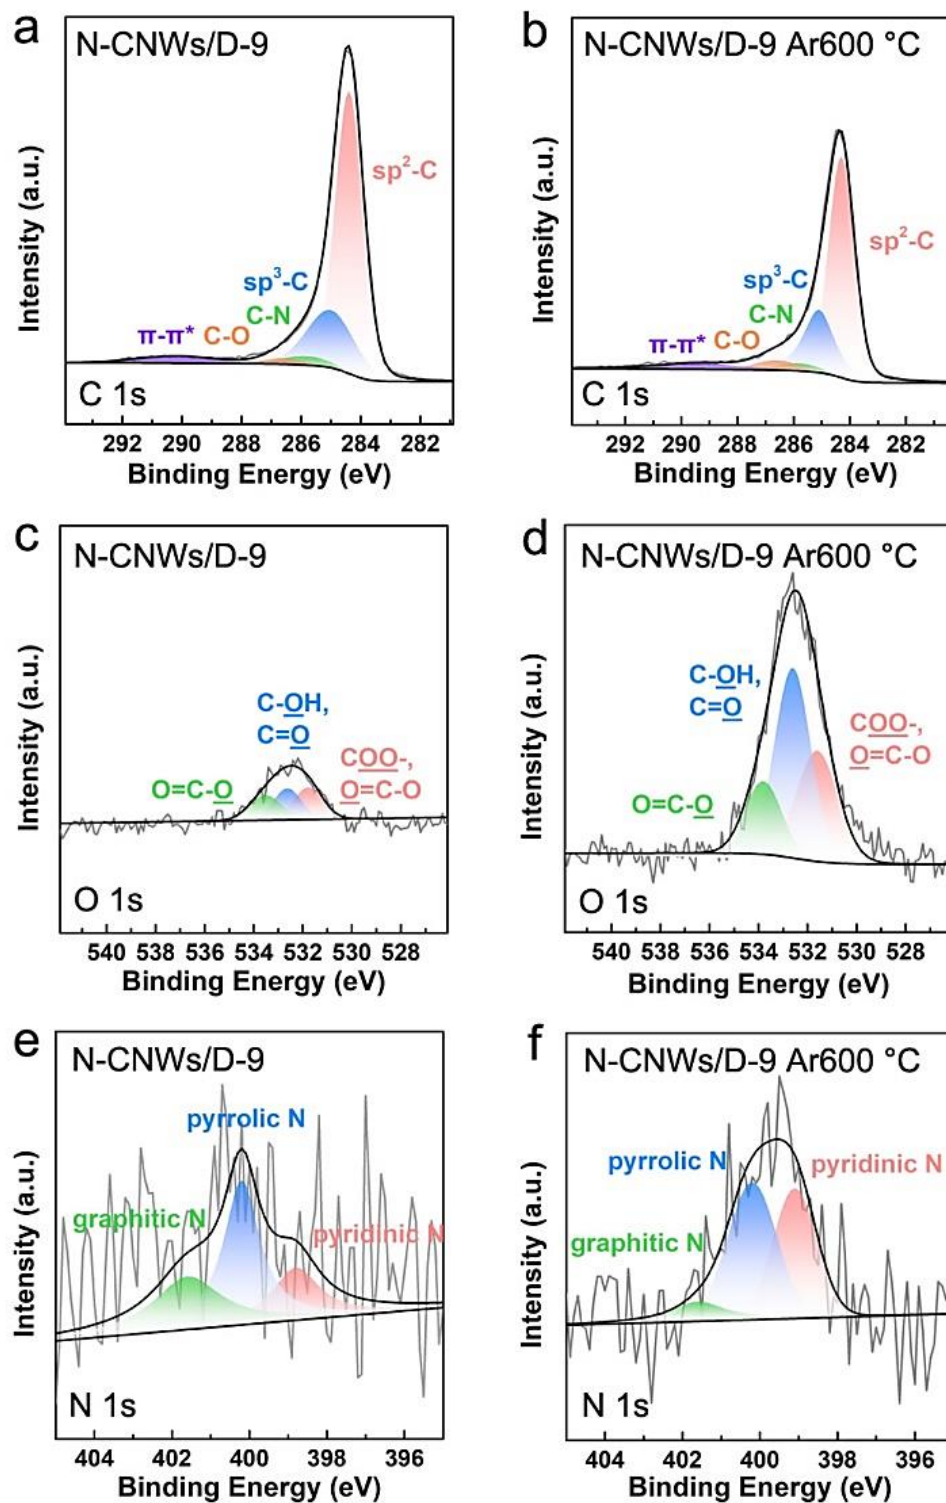 a
N-CNWs/D-9
sp²-C
sp³-C
C-N
π-π* C-O
C 1s
292 290 288 286 284 282
Binding Energy (eV)
Intensity (a.u.)
b
N-CNWs/D-9 Ar600 °C
sp²-C
sp³-C
C-N
π-π* C-O
C 1s
292 290 288 286 284 282
Binding Energy (eV)
Intensity (a.u.)
c
N-CNWs/D-9
C-OH,
C=O
COO-,
O=C-O
O=C-O
O 1s
540 538 536 534 532 530 528
Binding Energy (eV)
Intensity (a.u.)
d
N-CNWs/D-9 Ar600 °C
C-OH,
C=O
COO-,
O=C-O
O=C-O
O 1s
540 538 536 534 532 530 528
Binding Energy (eV)
Intensity (a.u.)
e
N-CNWs/D-9
pyrrolic N
graphitic N
pyridinic N
N 1s
404 402 400 398 396
Binding Energy (eV)
Intensity (a.u.)
f
N-CNWs/D-9 Ar600 °C
pyrrolic N
pyridinic N
graphitic N
N 1s
404 402 400 398 396
Binding Energy (eV)
Intensity (a.u.)